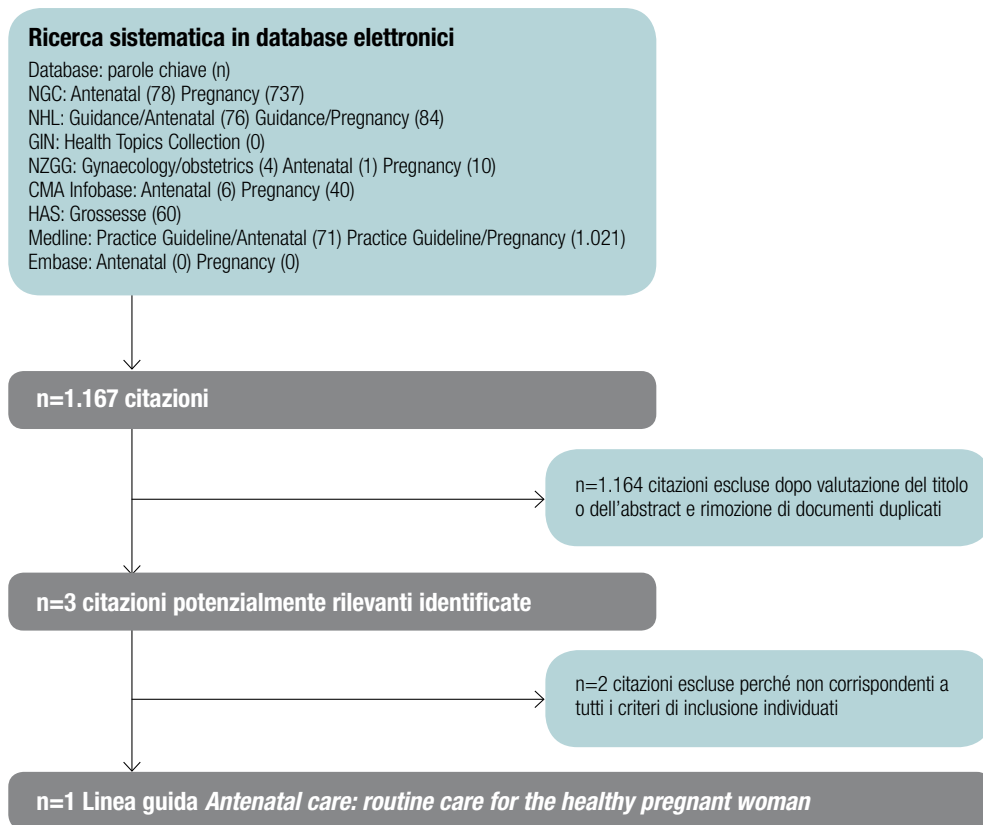 Ricerca sistematica in database elettronici
Database: parole chiave (n)
NGC: Antenatal (78) Pregnancy (737)
NHL: Guidance/Antenatal (76) Guidance/Pregnancy (84)
GIN: Health Topics Collection (0)
NZGG: Gynaecology/obstetrics (4) Antenatal (1) Pregnancy (10)
CMA Infobase: Antenatal (6) Pregnancy (40)
HAS: Grossesse (60)
Medline: Practice Guideline/Antenatal (71) Practice Guideline/Pregnancy (1.021)
Embase: Antenatal (0) Pregnancy (0)
n=1.167 citazioni
n=1.164 citazioni escluse dopo valutazione del titolo
o dell'abstract e rimozione di documenti duplicati
n=3 citazioni potenzialmente rilevanti identificate
n=2 citazioni escluse perché non corrispondenti a
tutti i criteri di inclusione individuati
n=1 Linea guida Antenatal care: routine care for the healthy pregnant woman